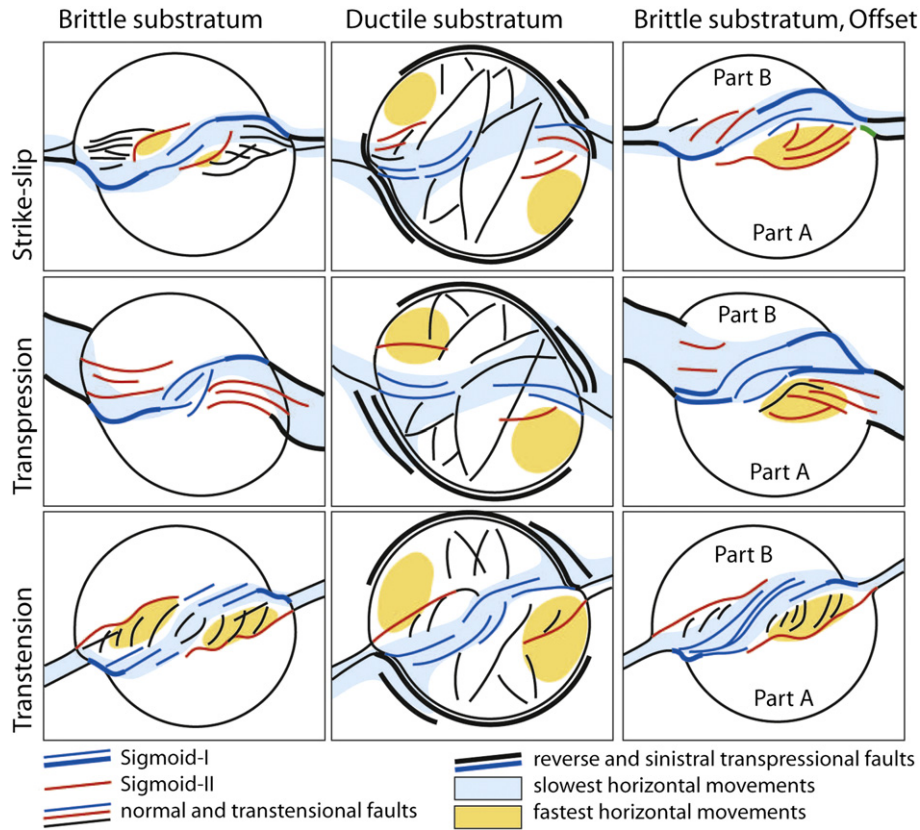 Brittle substratum
Ductile substratum
Brittle substratum, Offset
Strike-slip
Part B
Part A
Transpression
Part B
Part A
Transtension
Part B
Part A
Sigmoid-I
Sigmoid-II
normal and transtensional faults
reverse and sinistral transpressional faults
slowest horizontal movements
fastest horizontal movements